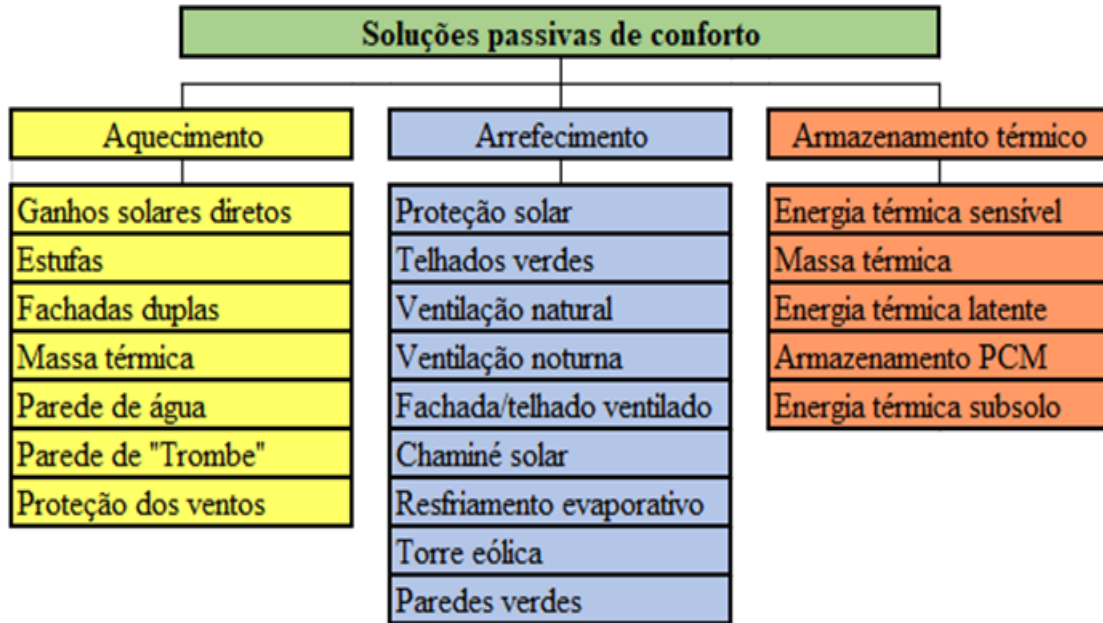 Soluções passivas de conforto
Aquecimento
Ganhos solares diretos
Estufas
Fachadas duplas
Massa térmica
Parede de água
Parede de "Trombe"
Proteção dos ventos
Arrefecimento
Proteção solar
Telhados verdes
Ventilação natural
Ventilação noturna
Fachada/telhado ventilado
Chaminé solar
Resfriamento evaporativo
Torre eólica
Paredes verdes
Armazenamento térmico
Energia térmica sensível
Massa térmica
Energia térmica latente
Armazenamento PCM
Energia térmica subsolo